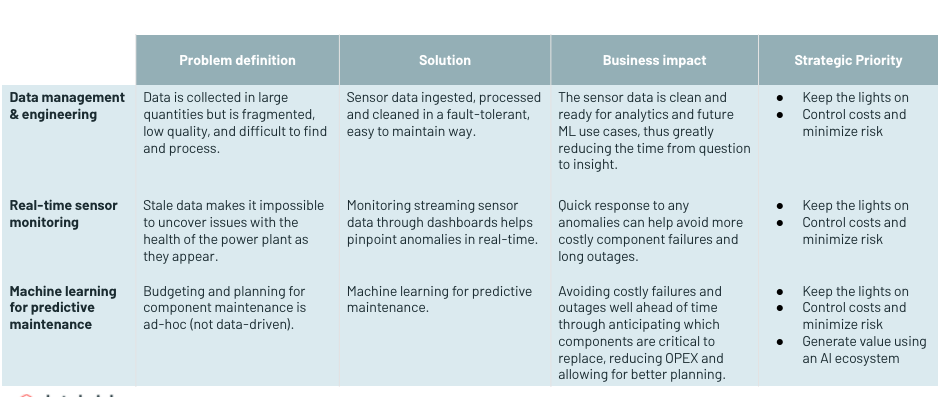 Problem definition
Solution
Business impact
Strategic Priority
Data management
& engineering
Data is collected in large
quantities but is fragmented,
low quality, and difficult to find
and process.
Sensor data ingested, processed
and cleaned in a fault-tolerant,
easy to maintain way.
The sensor data is clean and
ready for analytics and future
ML use cases, thus greatly
reducing the time from question
to insight.
● Keep the lights on
● Control costs and
minimize risk
Real-time sensor
monitoring
Stale data makes it impossible
to uncover issues with the
health of the power plant as
they appear.
Monitoring streaming sensor
data through dashboards helps
pinpoint anomalies in real-time.
Quick response to any
anomalies can help avoid more
costly component failures and
long outages.
● Keep the lights on
● Control costs and
minimize risk
Machine learning
for predictive
maintenance
Budgeting and planning for
component maintenance is
ad-hoc (not data-driven).
Machine learning for predictive
maintenance.
Avoiding costly failures and
outages well ahead of time
through anticipating which
components are critical to
replace, reducing OPEX and
allowing for better planning.
● Keep the lights on
● Control costs and
minimize risk
● Generate value using
an AI ecosystem